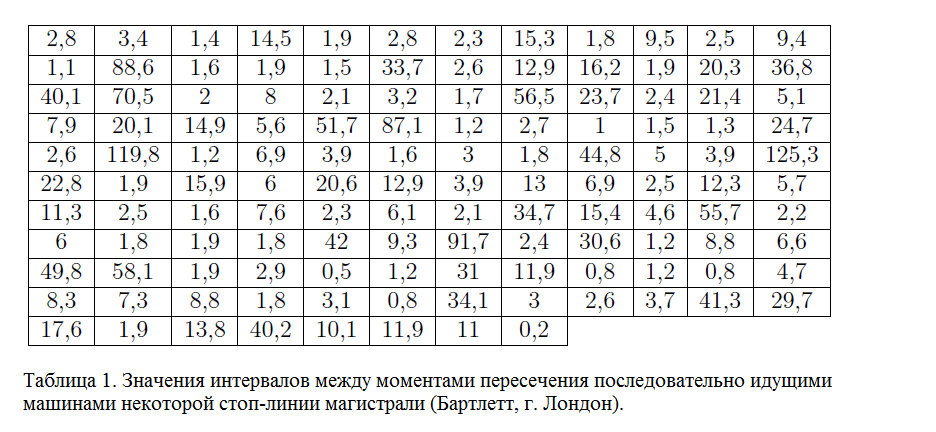 2,8 3,4 1,4 14,5 1,9 2,8 2,3 15,3 1,8 9,5 2,5 9,4
1,1 88,6 1,6 1,9 1,5 33,7 2,6 12,9 16,2 1,9 20,3 36,8
40,1 70,5 2 8 2,1 3,2 1,7 56,5 23,7 2,4 21,4 5,1
7,9 20,1 14,9 5,6 51,7 87,1 1,2 2,7 1 1,5 1,3 24,7
2,6 119,8 1,2 6,9 3,9 1,6 3 1,8 44,8 5 3,9 125,3
22,8 1,9 15,9 6 20,6 12,9 3,9 13 6,9 2,5 12,3 5,7
11,3 2,5 1,6 7,6 2,3 6,1 2,1 34,7 15,4 4,6 55,7 2,2
6 1,8 1,9 1,8 42 9,3 91,7 2,4 30,6 1,2 8,8 6,6
49,8 58,1 1,9 2,9 0,5 1,2 31 11,9 0,8 1,2 0,8 4,7
8,3 7,3 8,8 1,8 3,1 0,8 34,1 3 2,6 3,7 41,3 29,7
17,6 1,9 13,8 40,2 10,1 11,9 11 0,2
Таблица 1. Значения интервалов между моментами пересечения последовательно идущими
машинами некоторой стоп-линии магистрали (Бартлетт, г. Лондон).